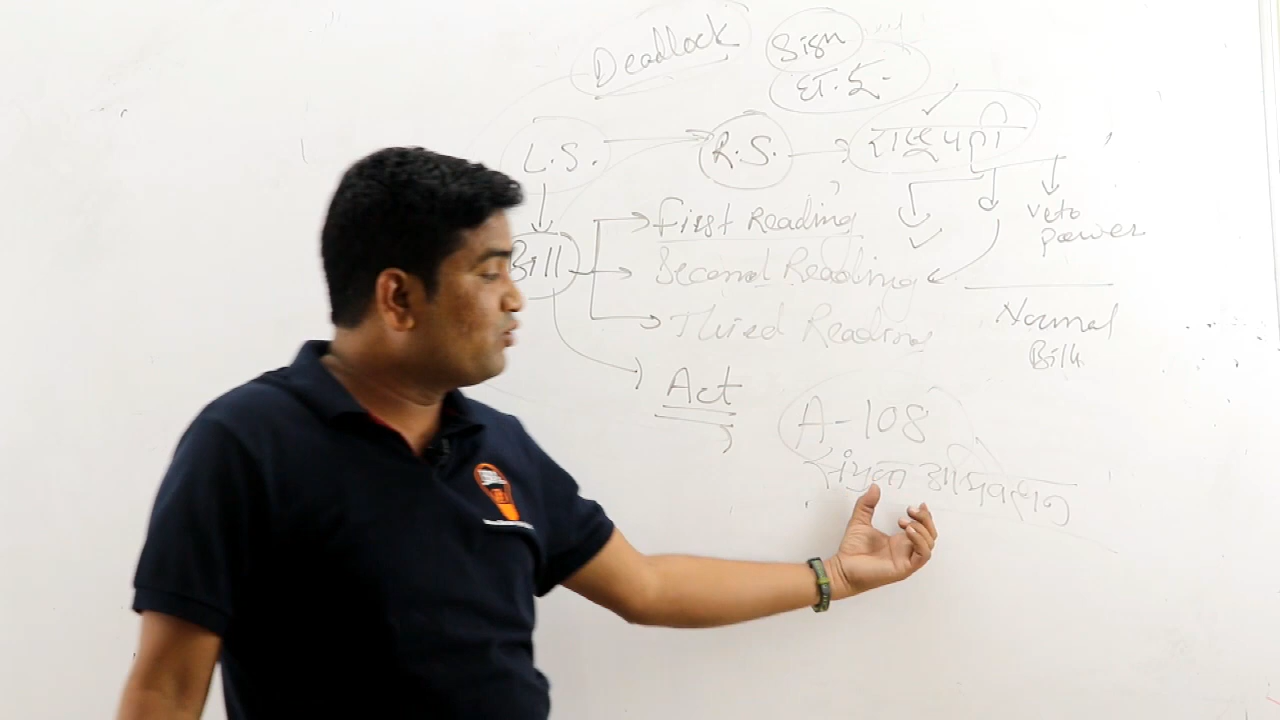 Deadlock
Sign
घ. ई.
L.S.
R.S.
राष्ट्रपती
Bill
First Reading
Second Reading
Third Reading
Veto
power
Normal
Bill
Act
A-108
संयुक्त अधिवेशन